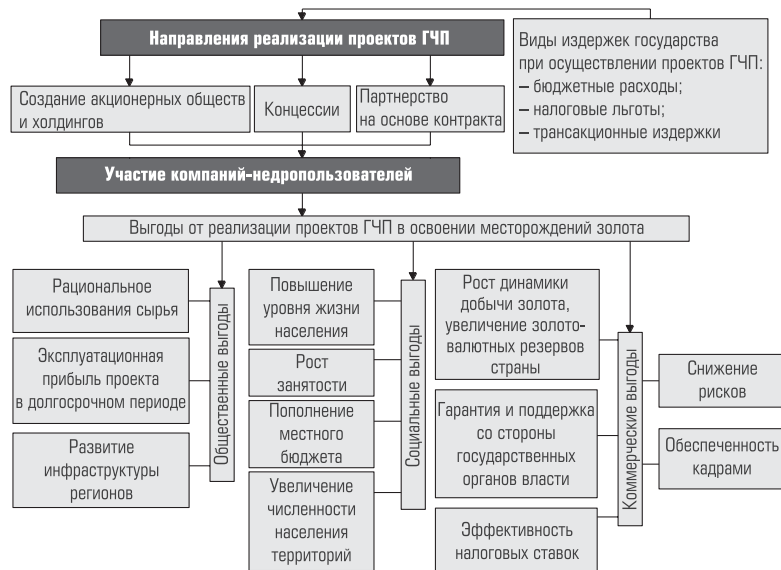 Направления реализации проектов ГЧП
Виды издержек государства
при осуществлении проектов ГЧП:
– бюджетные расходы;
– налоговые льготы;
– трансакционные издержки
Создание акционерных обществ
и холдингов
Концессии
Партнерство
на основе контракта
Участие компаний-недропользователей
Выгоды от реализации проектов ГЧП в освоении месторождений золота
Рациональное
использования сырья
Эксплуатационная
прибыль проекта
в долгосрочном периоде
Развитие
инфраструктуры
регионов
Общественные выгоды
Повышение
уровня жизни
населения
Рост
занятости
Пополнение
местного
бюджета
Увеличение
численности
населения
территорий
Социальные выгоды
Рост динамики
добычи золота,
увеличение золото-
валютных резервов
страны
Гарантия и поддержка
со стороны
государственных
органов власти
Эффективность
налоговых ставок
Коммерческие выгоды
Снижение
рисков
Обеспеченность
кадрами